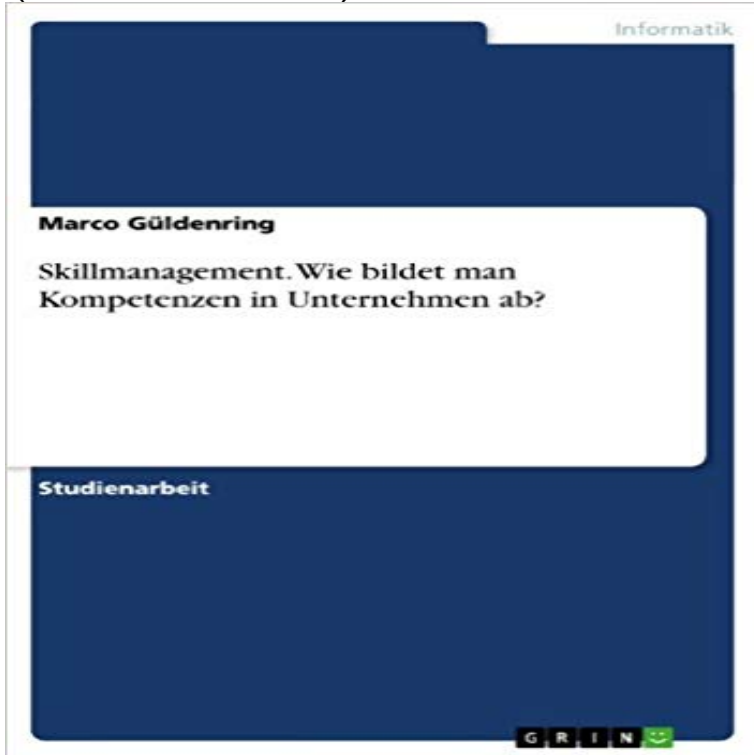 Informatik
Marco Güldenring
Skillmanagement. Wie bildet man
Kompetenzen in Unternehmen ab?
Studienarbeit
GRIN